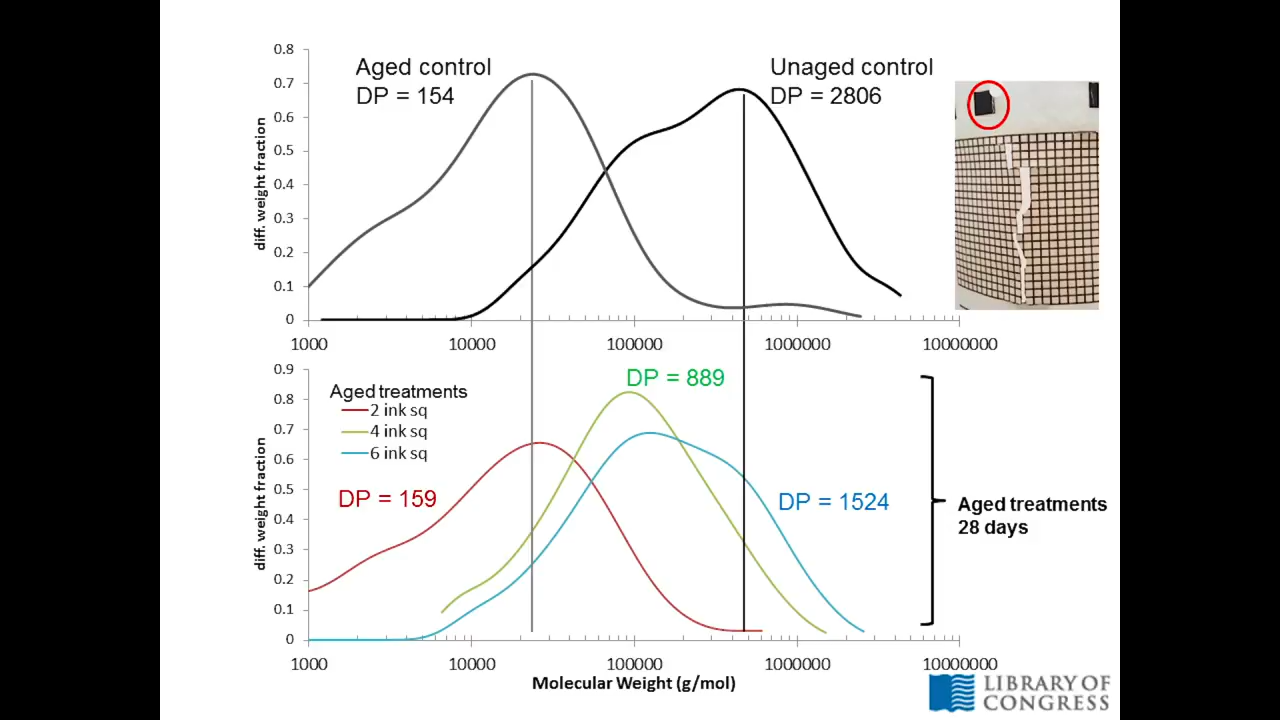 0.8
0.7
0.6
0.5
0.4
0.3
0.2
0.1
0
diff. weight fraction
Aged control
DP = 154
Unaged control
DP = 2806
1000
10000
100000
1000000
10000000
0.9
0.8
0.7
0.6
0.5
0.4
0.3
0.2
0.1
0
diff. weight fraction
Aged treatments
2 ink sq
4 ink sq
6 ink sq
DP = 889
DP = 159
DP = 1524
Aged treatments
28 days
1000
10000
100000
1000000
10000000
Molecular Weight (g/mol)
LIBRARY OF
CONGRESS